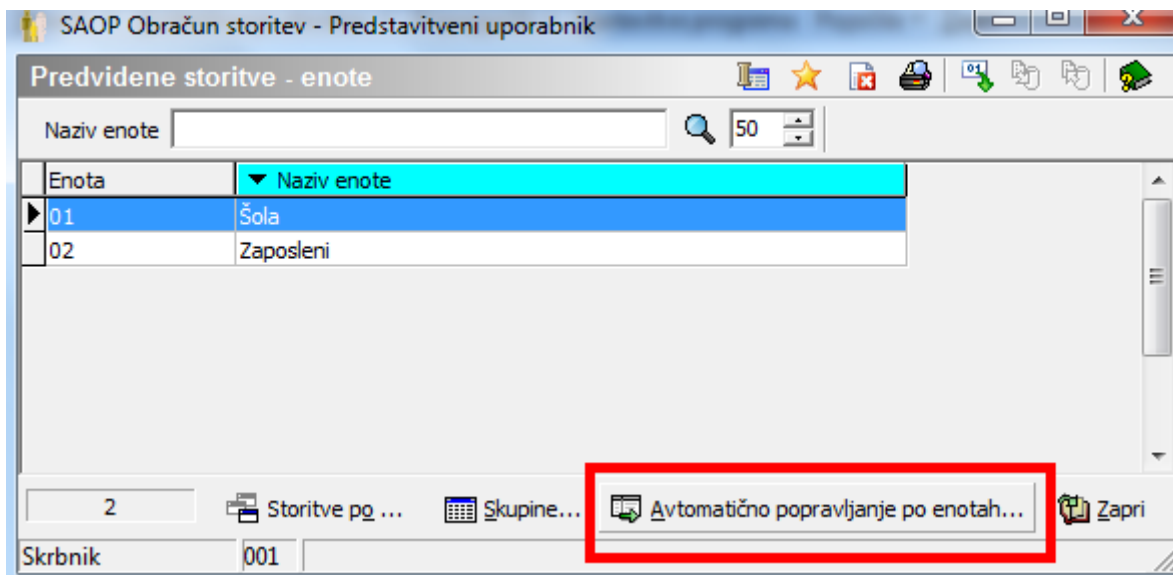 SAOP Obračun storitev - Predstavitveni uporabnik
Predvidene storitve - enote
Naziv enote 50
Enota Naziv enote
01 Šola
02 Zaposleni
2 Storitve po ... Skupine... Avtomatično popravljanje po enotah... Zapri
Skrbnik 001